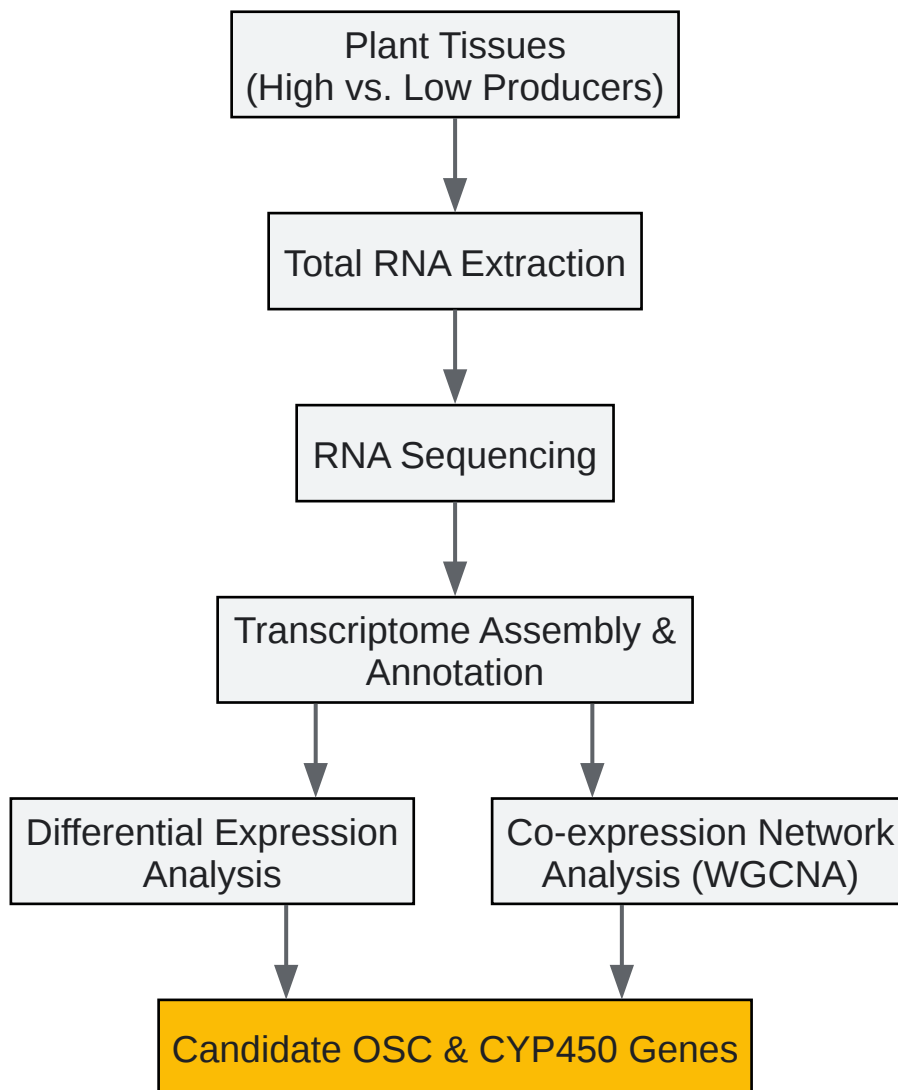 Plant Tissues
(High vs. Low Producers)
Total RNA Extraction
RNA Sequencing
Transcriptome Assembly &
Annotation
Differential Expression
Analysis
Co-expression Network
Analysis (WGCNA)
Candidate OSC & CYP450 Genes